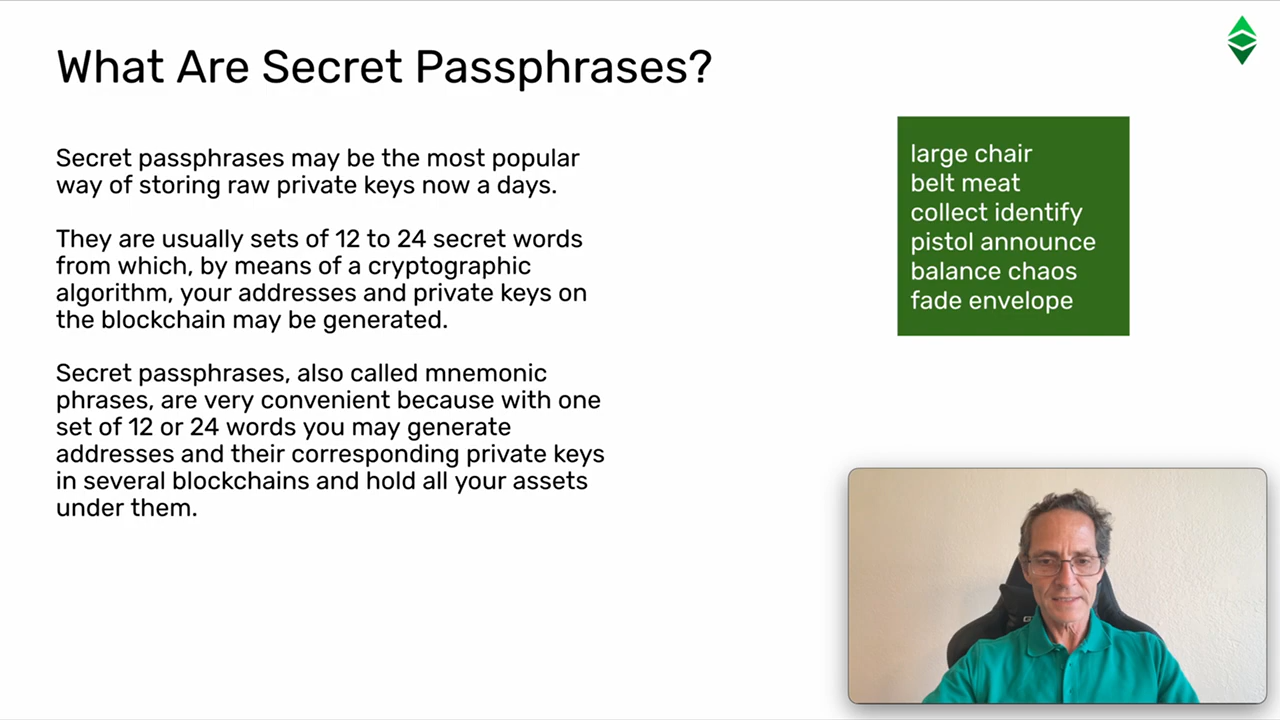 What Are Secret Passphrases?
Secret passphrases may be the most popular
way of storing raw private keys now a days.
They are usually sets of 12 to 24 secret words
from which, by means of a cryptographic
algorithm, your addresses and private keys on
the blockchain may be generated.
Secret passphrases, also called mnemonic
phrases, are very convenient because with one
set of 12 or 24 words you may generate
addresses and their corresponding private keys
in several blockchains and hold all your assets
under them.
large chair
belt meat
collect identify
pistol announce
balance chaos
fade envelope